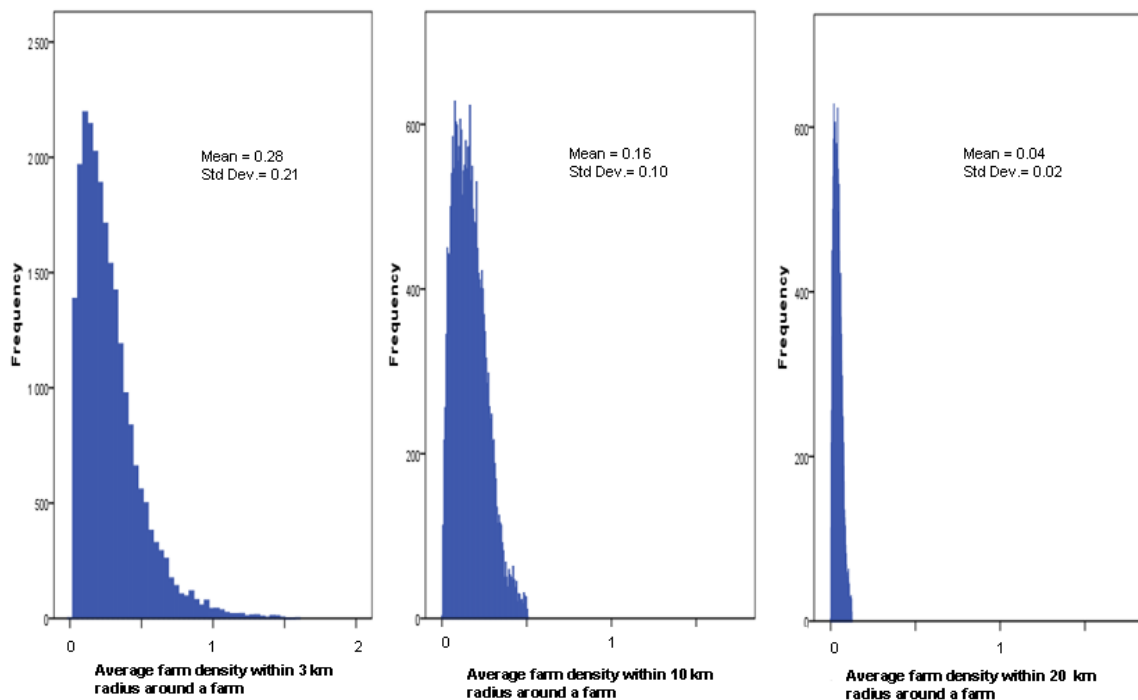 2 500
2 000
1 500
1 000
500
0
Frequency
Mean = 0.28
Std Dev.= 0.21
0
1
2
Average farm density within 3 km
radius around a farm
600
400
200
0
Frequency
Mean = 0.16
Std Dev.= 0.10
0
1
Average farm density within 10 km
radius around a farm
600
400
200
0
Frequency
Mean = 0.04
Std Dev.= 0.02
0
1
Average farm density within 20 km
radius around a farm